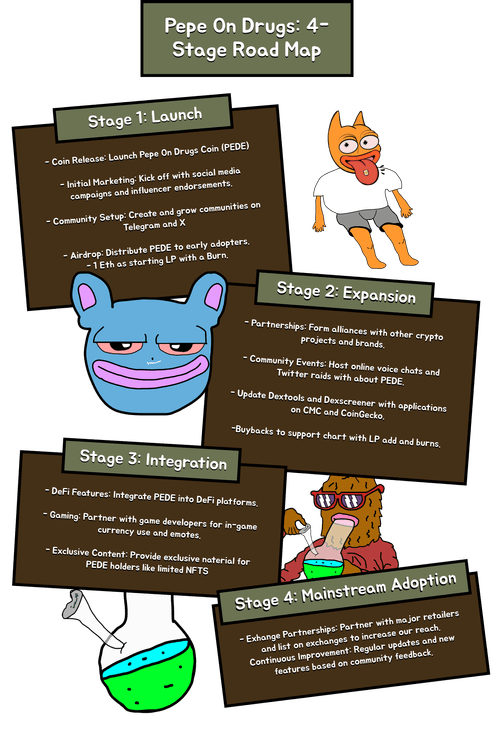 Pepe On Drugs: 4-
Stage Road Map
Stage 1: Launch
- Coin Release: Launch Pepe On Drugs Coin (PEDE)
- Initial Marketing: Kick off with social media
campaigns and influencer endorsements.
- Community Setup: Create and grow communities on
Telegram and X
- Airdrop: Distribute PEDE to early adopters.
- 1 Eth as starting LP with a Burn.
Stage 2: Expansion
- Partnerships: Form alliances with other crypto
projects and brands.
- Community Events: Host online voice chats and
Twitter raids with about PEDE.
- Update Dextools and Dexscreener with applications
on CMC and CoinGecko.
-Buybacks to support chart with LP add and burns.
Stage 3: Integration
- DeFi Features: Integrate PEDE into DeFi platforms.
- Gaming: Partner with game developers for in-game
currency use and emotes.
- Exclusive Content: Provide exclusive naterial for
PEDE holders like limited NFTS
Stage 4: Mainstream Adoption
- Exhange Partnerships: Partner with major retailers
and list on exchanges to increase our reach.
Continuous Improvement: Regular updates and new
features based on community feedback.